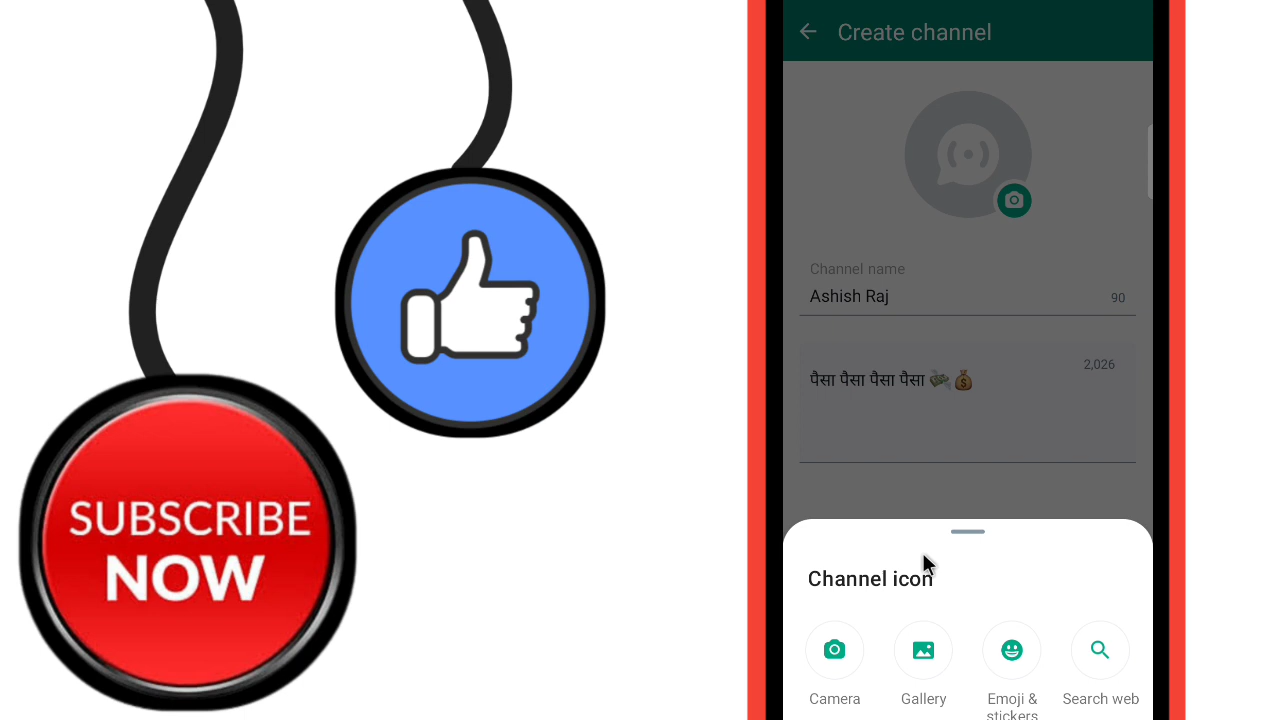 SUBSCRIBE
NOW
Create channel
Channel name
Ashish Raj
90
2,026
पैसा पैसा पैसा पैसा 💸💰
Channel icon
Camera
Gallery
Emoji &
stickers
Search web